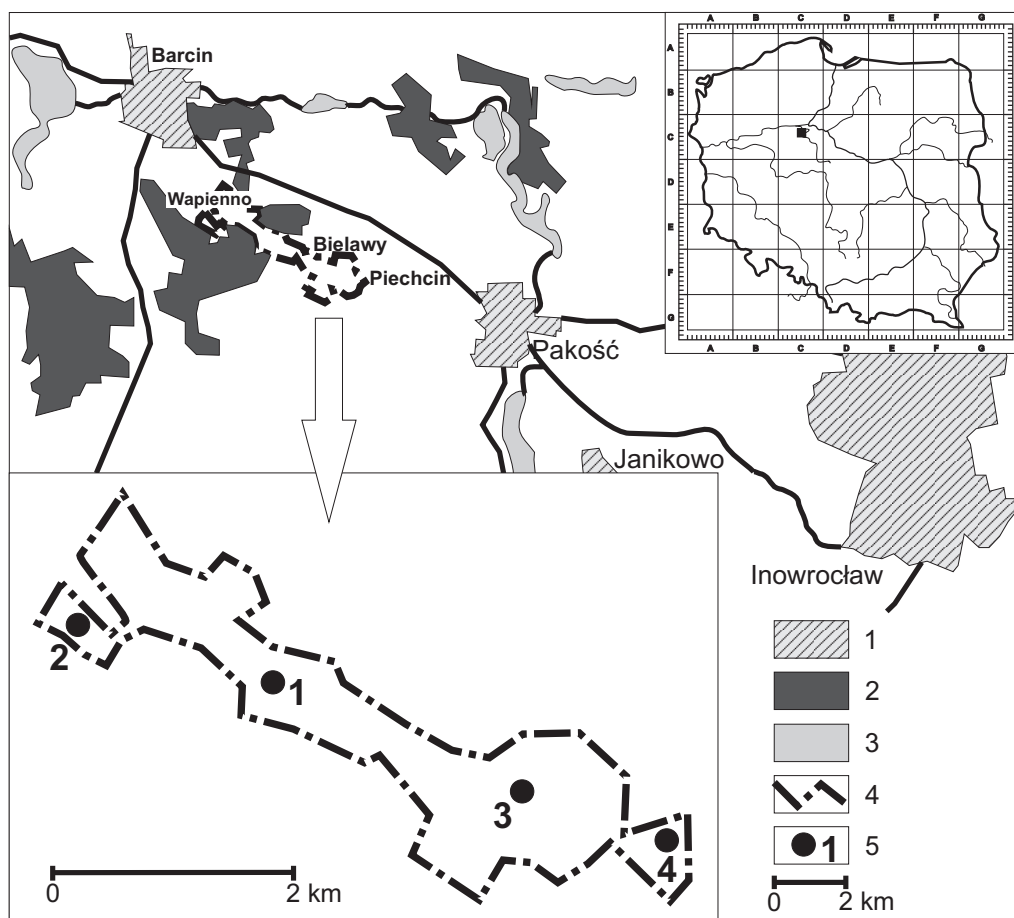 A B C D E F G
A
B
C
D
E
F
G
A
B
C
D
E
F
G
A B C D E F G
Barcin
Wapienno
Bielawy
Piechcin
Pakość
Janikowo
Inowrocław
2
1
3
4
0 2 km
1
2
3
4
1 5
0 2 km